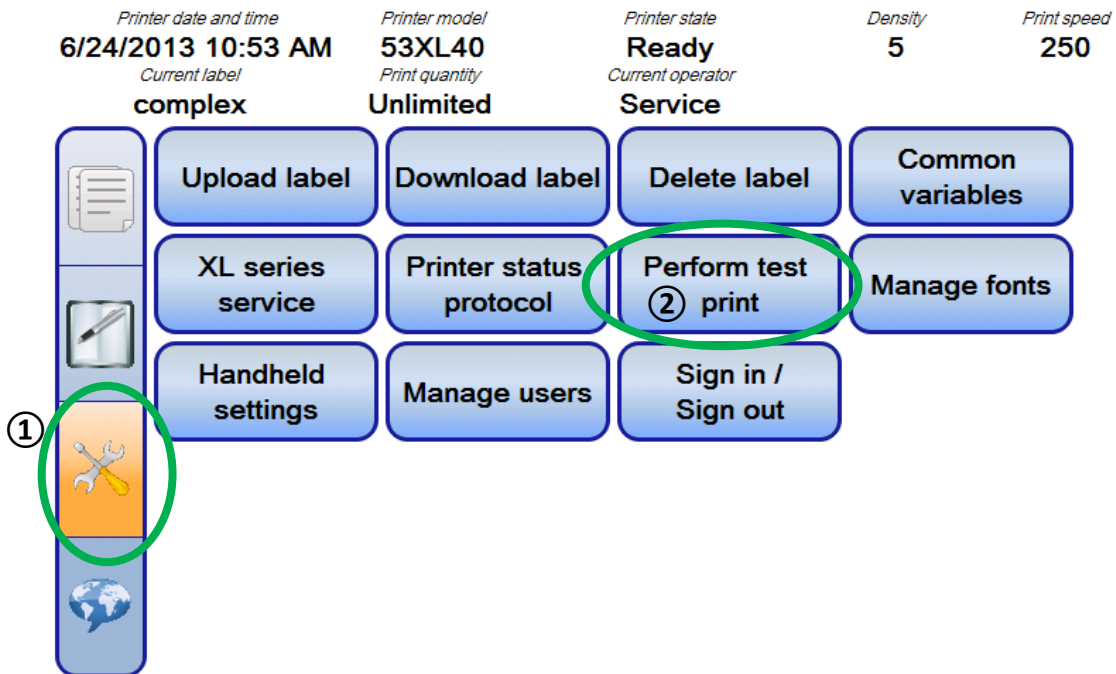 Printer date and time Printer model Printer state Density Print speed
6/24/2013 10:53 AM 53XL40 Ready 5 250
Current label Print quantity Current operator
complex Unlimited Service
Upload label Download label Delete label Common
variables
XL series
service
Printer status
protocol
Perform test
② print
Manage fonts
Handheld
settings
Manage users
Sign in /
Sign out
①